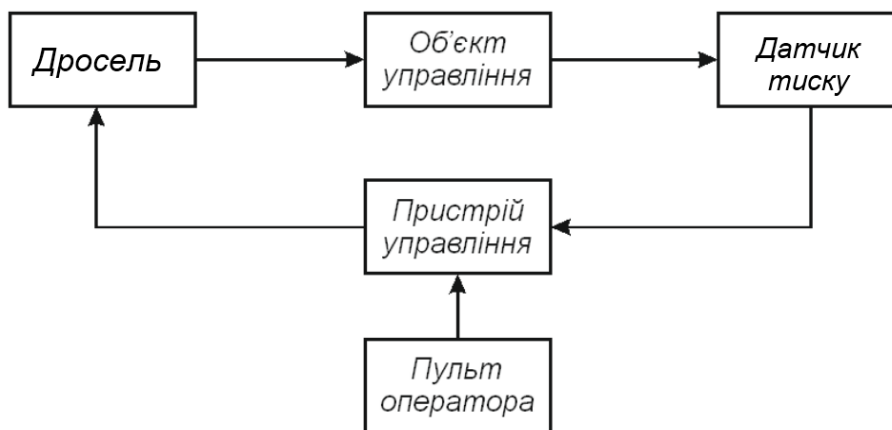 Дросель
Об'єкт
управління
Датчик
тиску
Пристрій
управління
Пульт
оператора